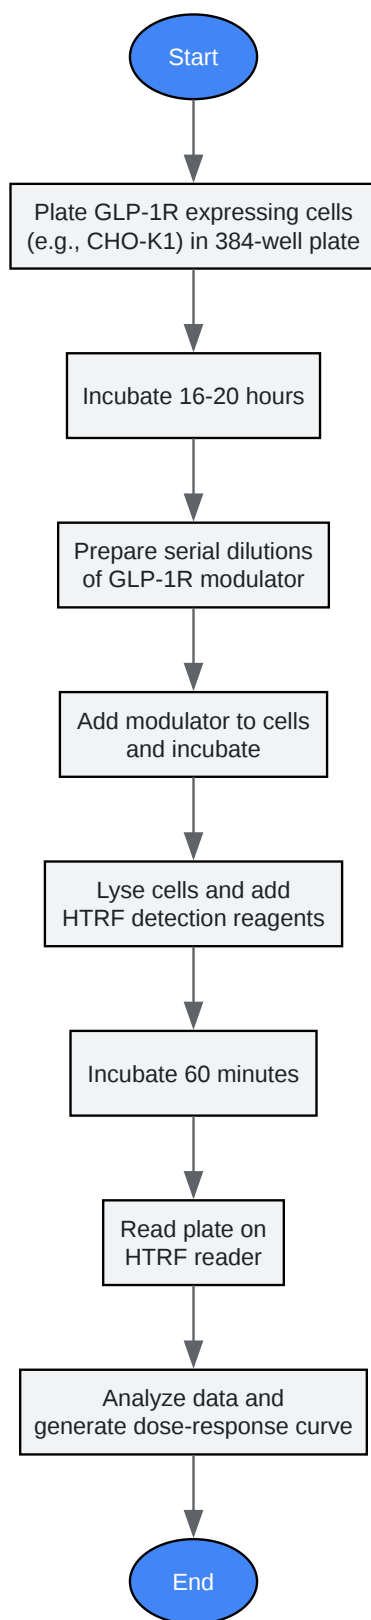 Start
Plate GLP-1R expressing cells
(e.g., CHO-K1) in 384-well plate
Incubate 16-20 hours
Prepare serial dilutions
of GLP-1R modulator
Add modulator to cells
and incubate
Lyse cells and add
HTRF detection reagents
Incubate 60 minutes
Read plate on
HTRF reader
Analyze data and
generate dose-response curve
End